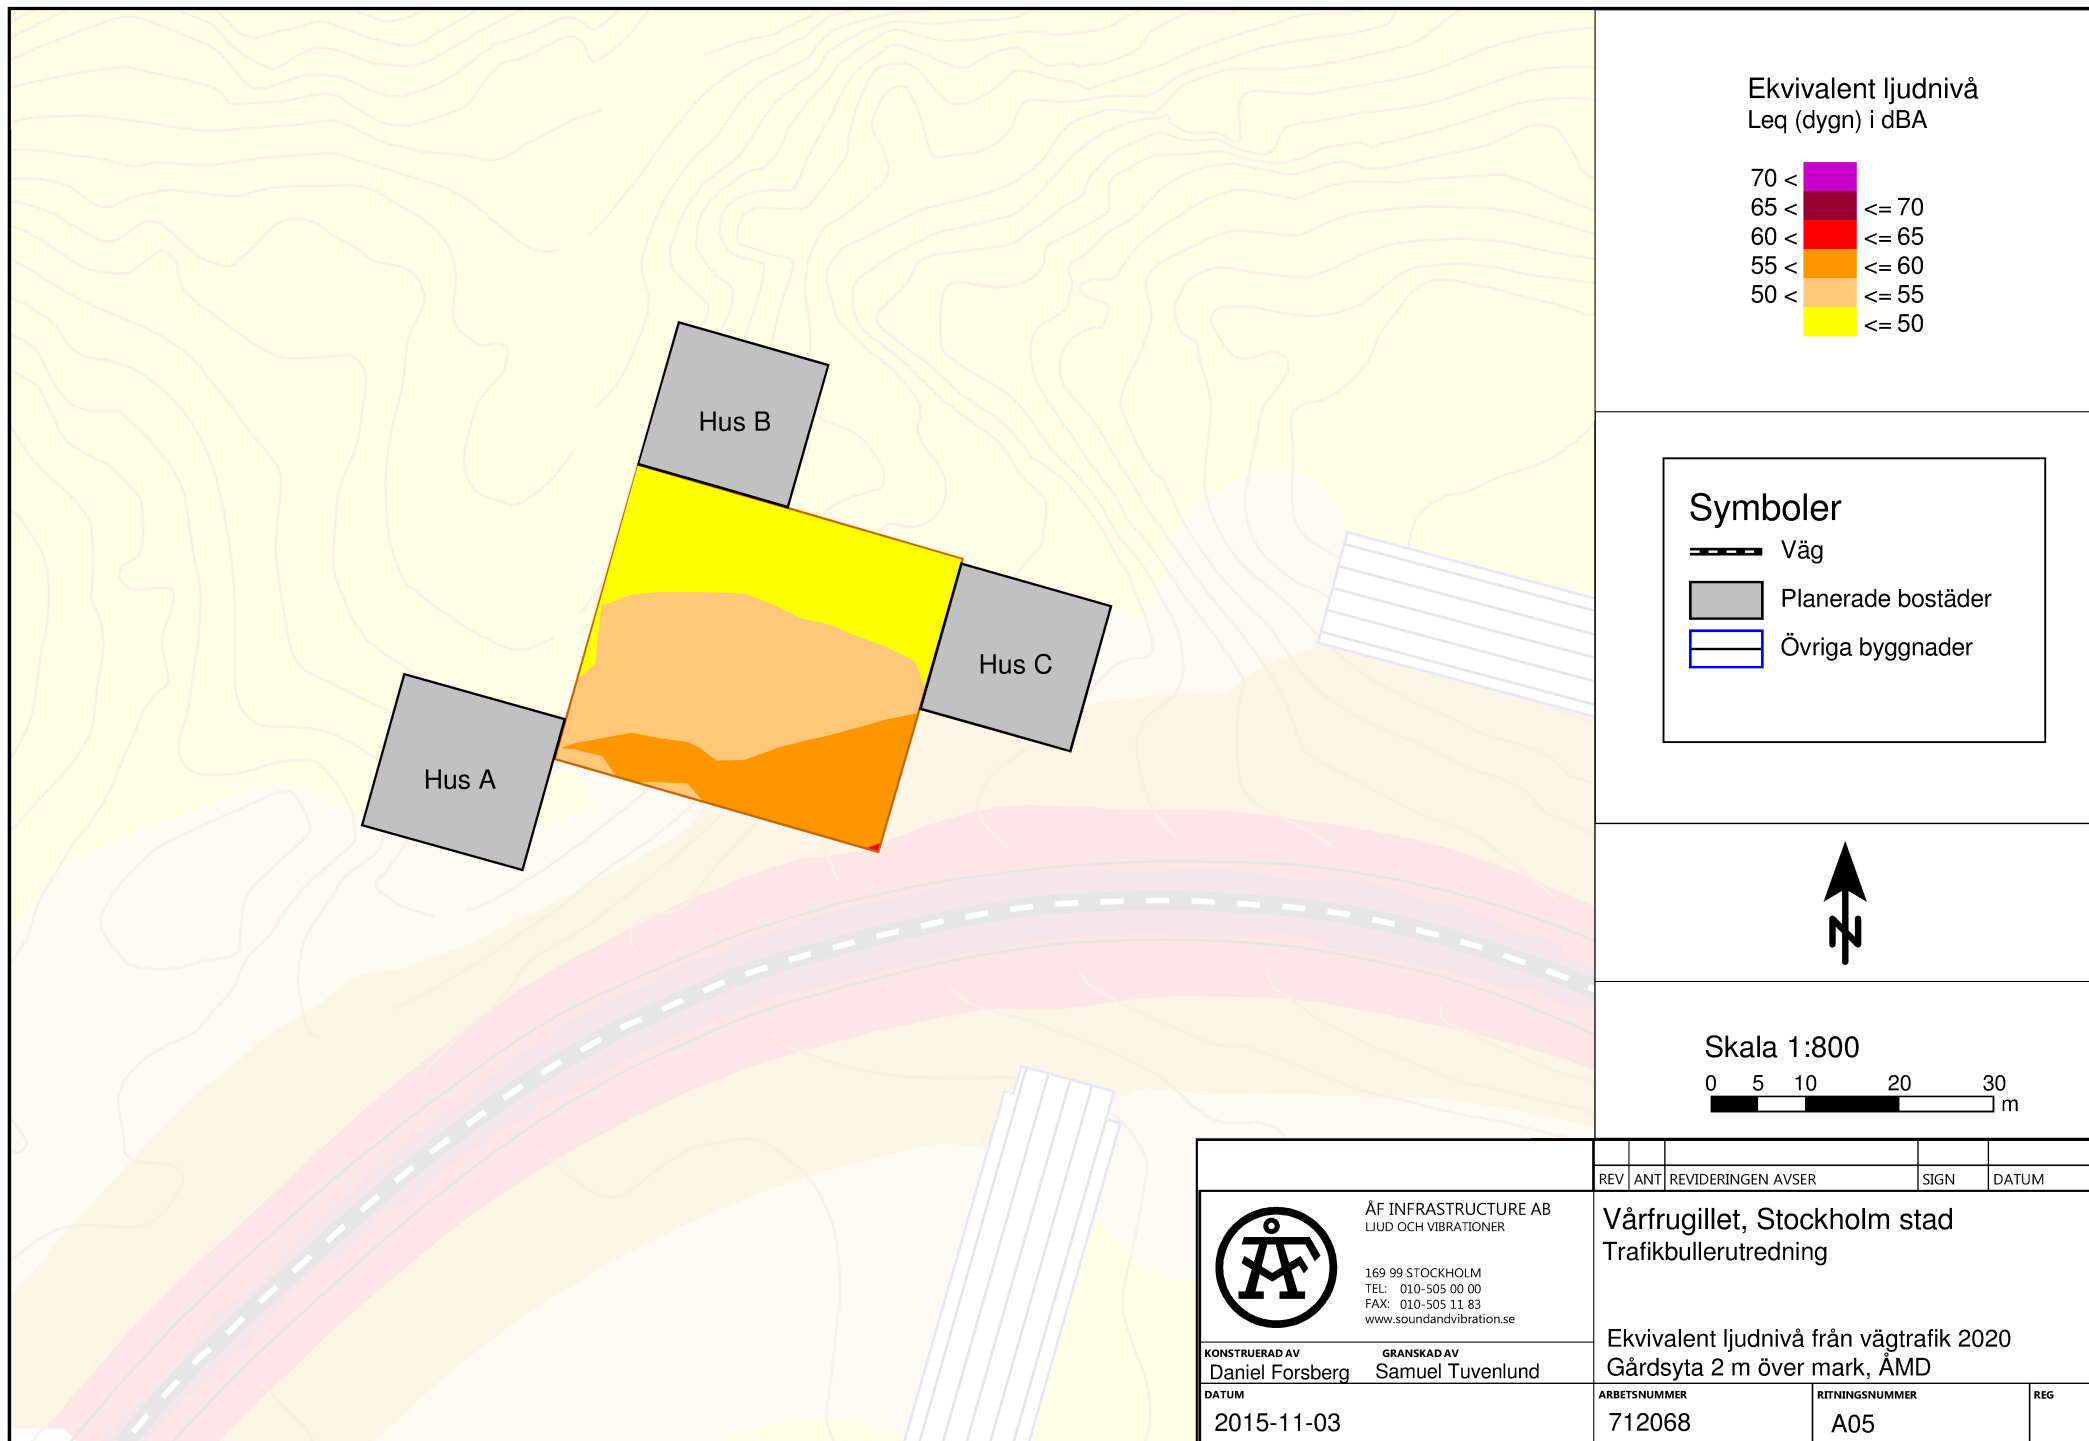 Ekvivalent ljudnivå
Leq (dygn) i dBA
70 <
65 < <= 70
60 < <= 65
55 < <= 60
50 < <= 55
<= 50
Hus B
Hus C
Hus A
Symboler
Väg
Planerade bostäder
Övriga byggnader
N
Skala 1:800
0 5 10 20 30
m
REV ANT REVIDERINGEN AVSER SIGN DATUM
ÅF
ÅF INFRASTRUCTURE AB
LJUD OCH VIBRATIONER
169 99 STOCKHOLM
TEL: 010-505 00 00
FAX: 010-505 11 83
www.soundandvibration.se
Vårfrugillet, Stockholm stad
Trafikbullerutredning
Ekvivalent ljudnivå från vägtrafik 2020
Gårdsyta 2 m över mark, ÅMD
KONSTRUERAD AV GRANSKAD AV
Daniel Forsberg Samuel Tuvenlund
DATUM ARBETSNUMMER RITNINGSNUMMER REG
2015-11-03 712068 A05